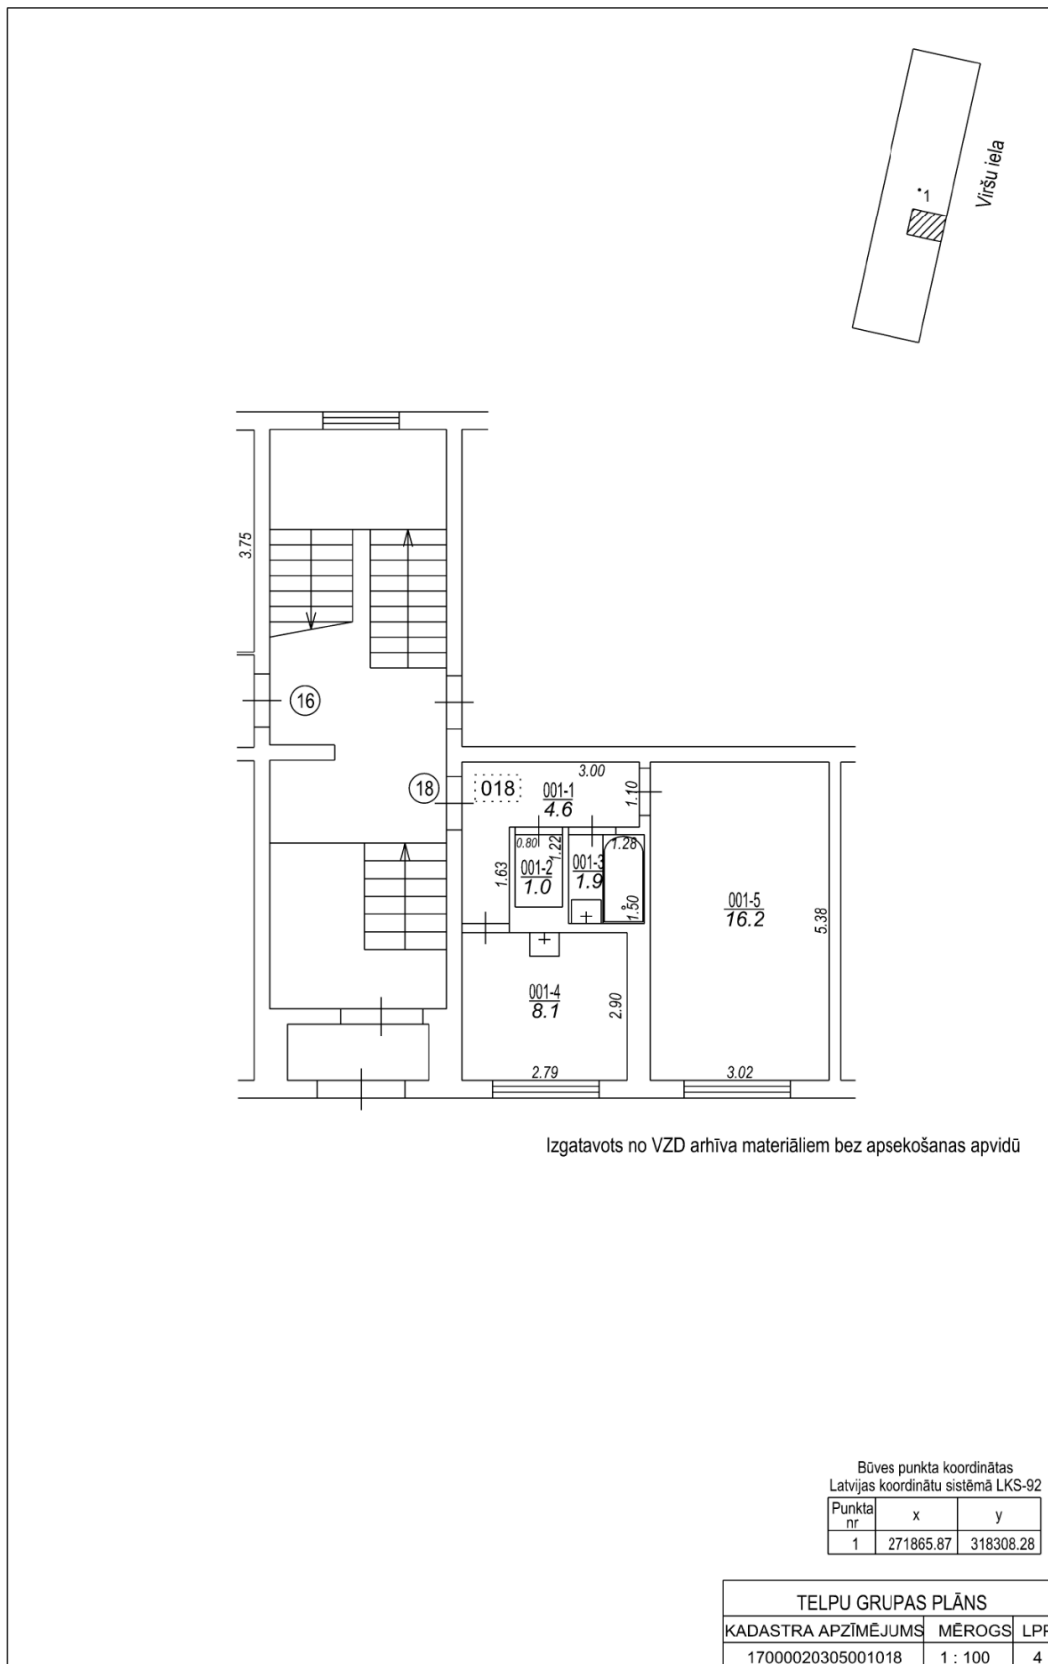 Viršu iela
1
3.75
16
18
018
3.00
001-1
4.6
1.10
0.80
1.22
1.28
1.63
001-2
1.0
001-3
1.9
1.50
001-5
16.2
5.38
001-4
8.1
2.90
2.79
3.02
Izgatavots no VZD arhīva materiāliem bez apsekošanas apvidū
Būves punkta koordinātas
Latvijas koordinātu sistēmā LKS-92
Punkta nr x y
1 271865.87 318308.28
TELPU GRUPAS PLĀNS
KADASTRA APZĪMĒJUMS MĒROGS
17000020305001018 1 : 100 4